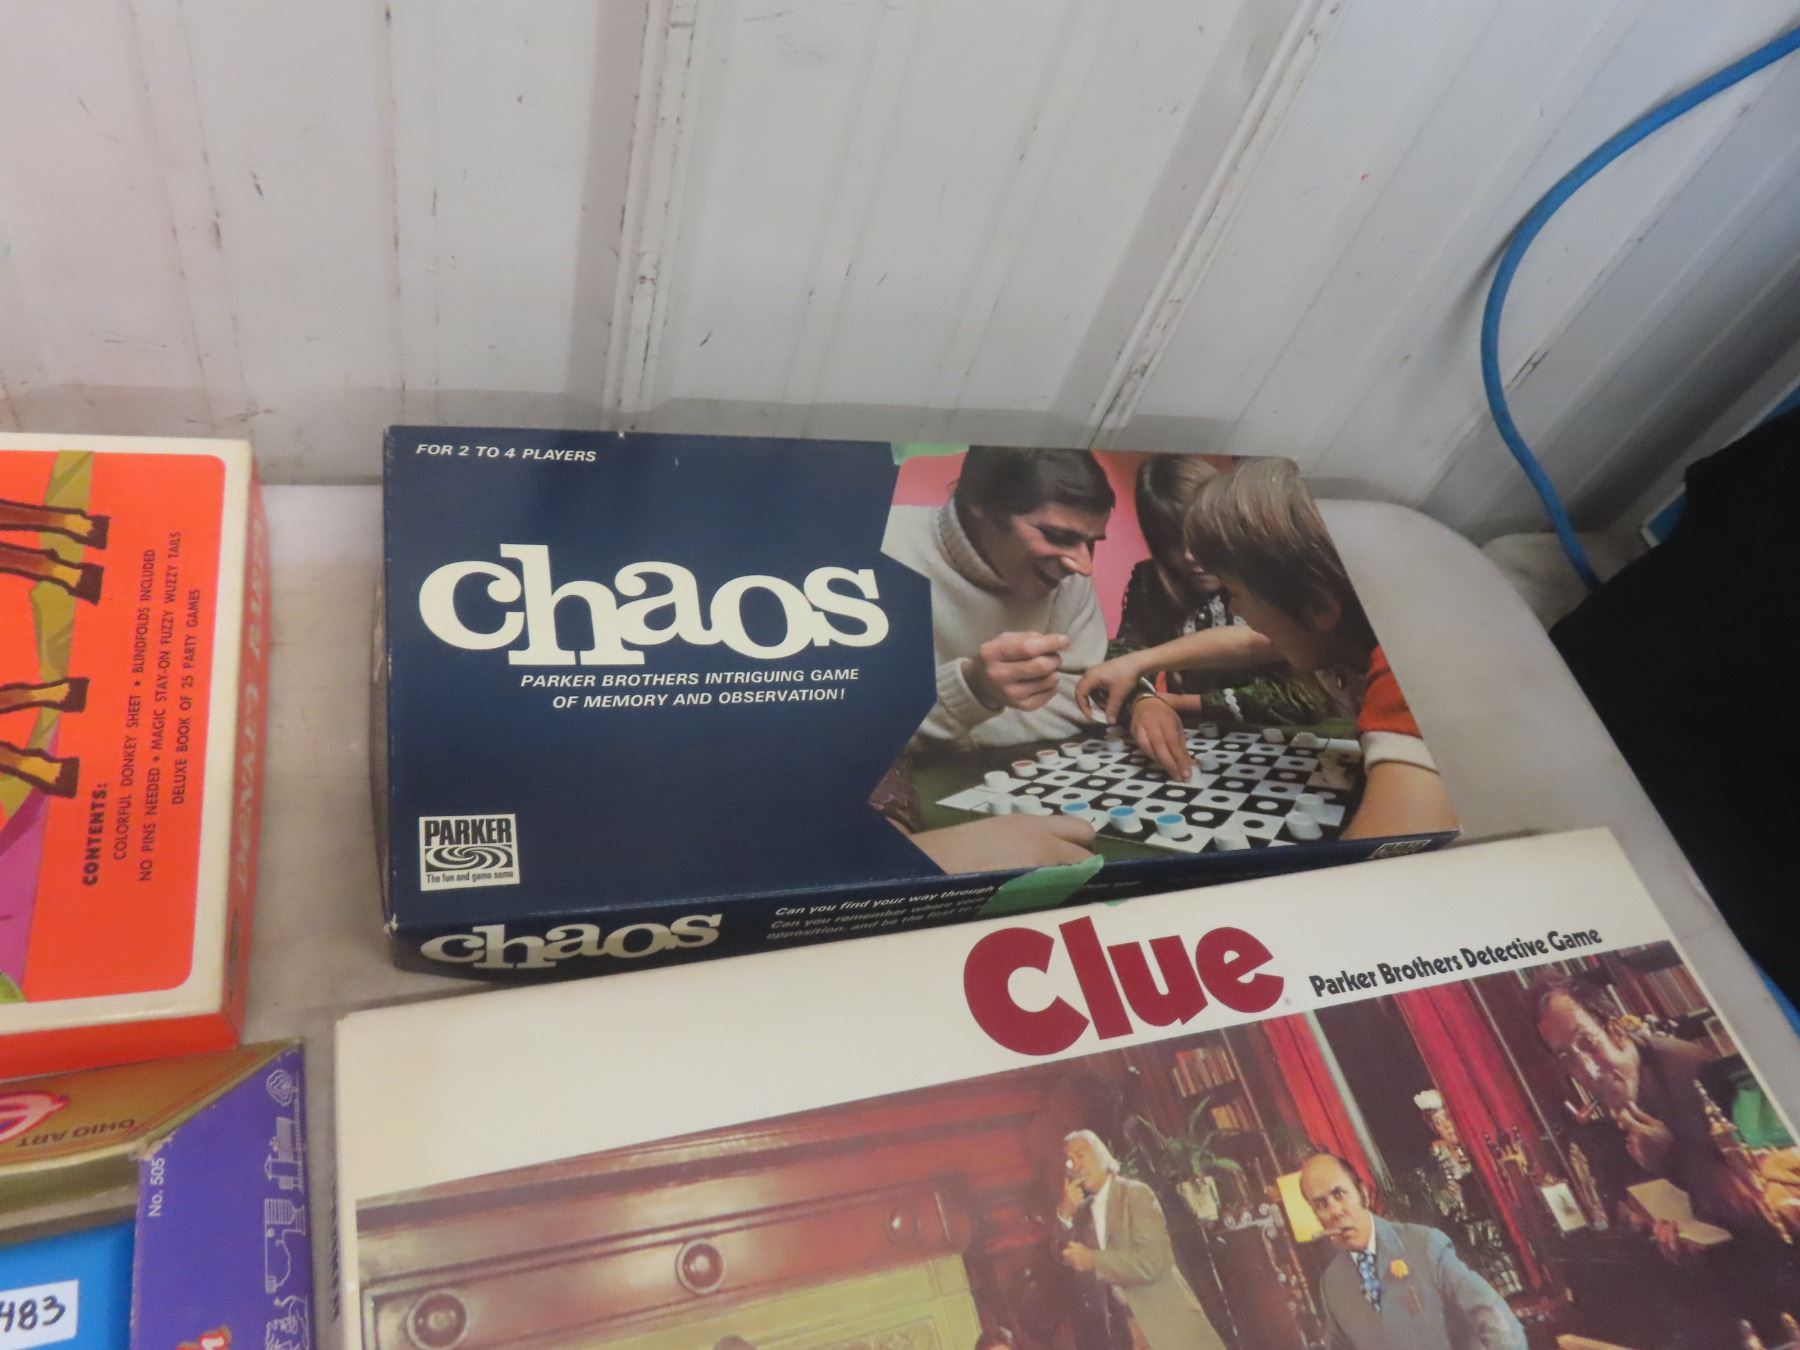 FOR 2 TO 4 PLAYERS
chaos
PARKER BROTHERS INTRIGUING GAME
OF MEMORY AND OBSERVATION!
PARKER
The fun and game name
chaos
Can you find your way through
Can you remember where your
opposition, and be the first to
Clue
Parker Brothers Detective Game
CONTENTS:
COLORFUL DONKEY SHEET • BLINDFOLDS INCLUDED
NO PINS NEEDED • MAGIC STAY-ON FUZZY WUZZY TAILS
DELUXE BOOK OF 25 PARTY GAMES
DONKEY PARTY
OHIO ART
No. 505
483